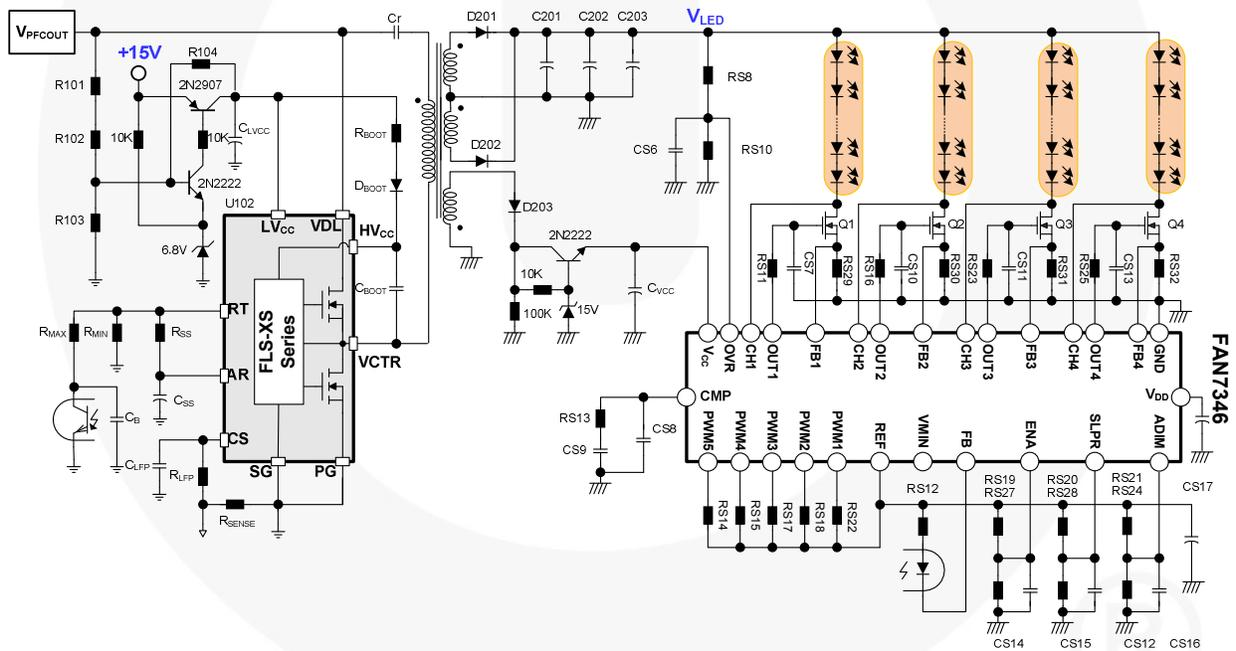 VPFCOUT
Cr
D201
C201
C202
C203
VLED
+15V
R104
R101
2N2907
RS8
R102
10K
10K
CLVCC
RBOOT
CS6
RS10
D202
2N2222
DBOOT
U102
R103
LVCC
VDL
HVCC
D203
6.8V
2N2222
Q1
Q2
Q3
Q4
RS11
CS7
RS29
RS16
CS10
RS30
RS23
CS11
RS31
RS25
CS13
RS32
10K
CBOOT
CVCC
100K
15V
RT
RMAX
RMIN
RSS
FLS-XS
Series
VCTR
VCC
OVR
CH1
OUT1
FB1
CH2
OUT2
FB2
CH3
OUT3
FB3
CH4
OUT4
FB4
GND
FAN7346
AR
CSS
CMP
VDD
CB
RS13
CS8
CS9
PWM5
PWM4
PWM3
PWM2
PWM1
REF
VMIN
FB
ENA
SLPR
ADIM
CS
CLFP
RLFP
SG
PG
RSENSE
RS14
RS15
RS17
RS18
RS22
RS12
RS19
RS27
RS20
RS28
RS21
RS24
CS17
CS14
CS15
CS12
CS16
R